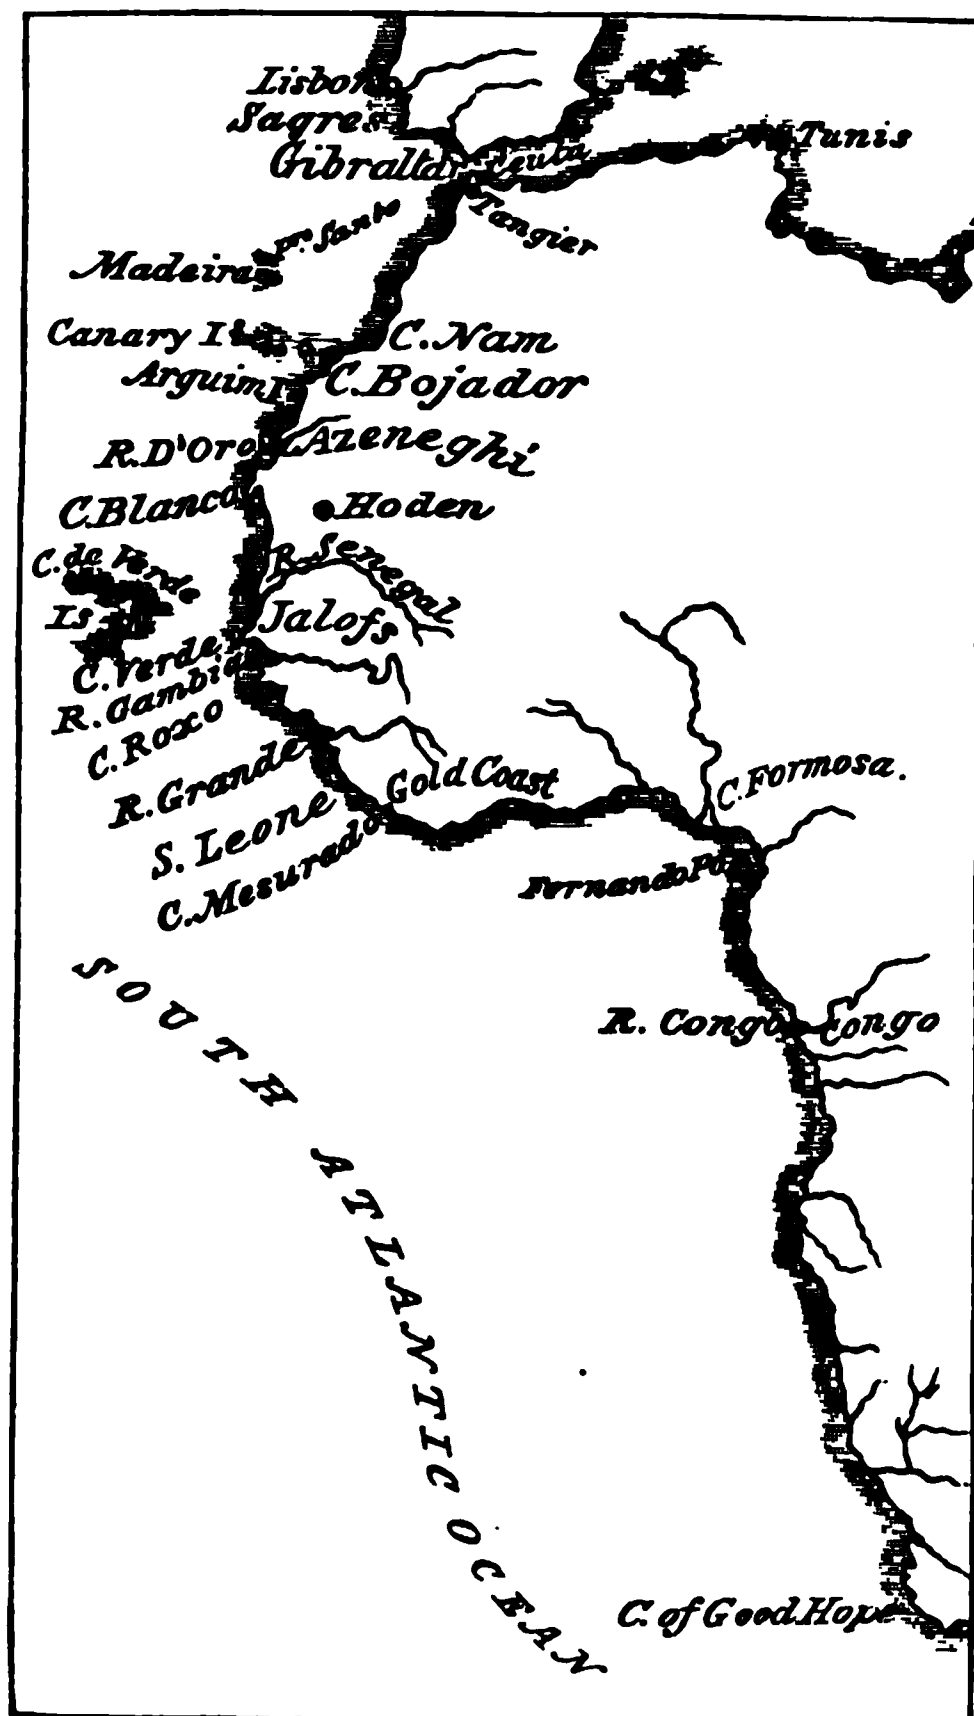 Lisbon
Sagres
Gibraltar
Ceuta
Tunis
Tangier
Pro. Santo
Madeira
Canary Is
C. Nam
Arguim I
C. Bojador
R. D'Oro
Azeneghi
C. Blanco
Hoden
C. de Verde
Is
R. Senegal
Jalofs
C. Verde
R. Gambia
C. Roxo
R. Grande
S. Leone
C. Mesurado
Gold Coast
C. Formosa.
Fernando Po
R. Congo
Congo
SOUTH ATLANTIC OCEAN
C. of Good Hope